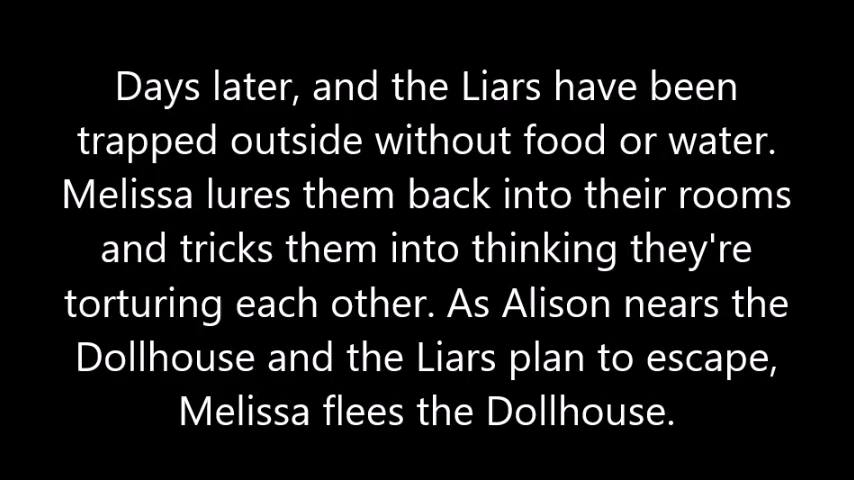 Days later, and the Liars have been
trapped outside without food or water.
Melissa lures them back into their rooms
and tricks them into thinking they're
torturing each other. As Alison nears the
Dollhouse and the Liars plan to escape,
Melissa flees the Dollhouse.